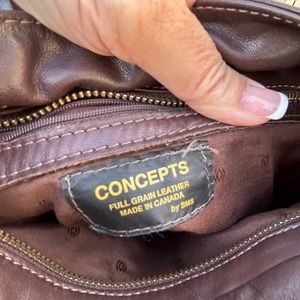 CONCEPTS
FULL GRAIN LEATHER
MADE IN CANADA
by SMS